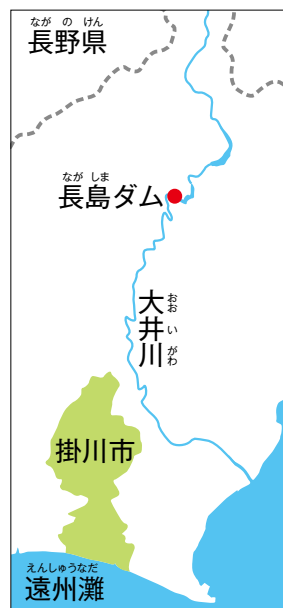 ながのけん
長野県
ながしま
長島ダム
おおいがわ
大井川
掛川市
えんしゅうなだ
遠州灘